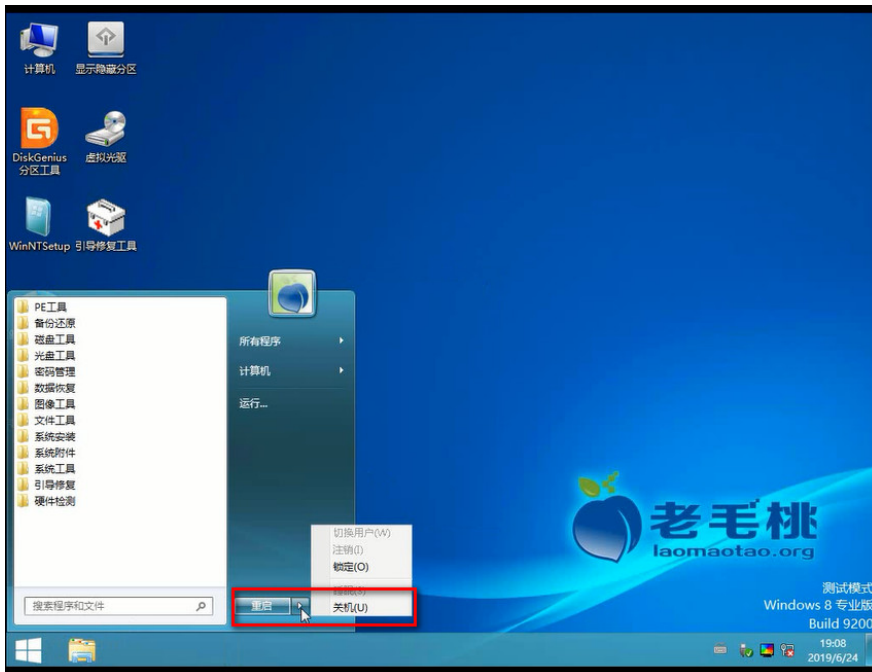 计算机
显示隐藏分区
DiskGenius
分区工具
虚拟光驱
WinNTSetup
引导修复工具
PE工具
备份还原
磁盘工具
光盘工具
密码管理
数据恢复
图像工具
文件工具
系统安装
系统附件
系统工具
引导修复
硬件检测
搜索程序和文件
所有程序
计算机
运行...
重启
切换用户(W)
注销(I)
锁定(O)
关机(U)
老毛桃
laomaotao.org
测试模式
Windows 8 专业版
Build 9200
19:08
2019/6/24